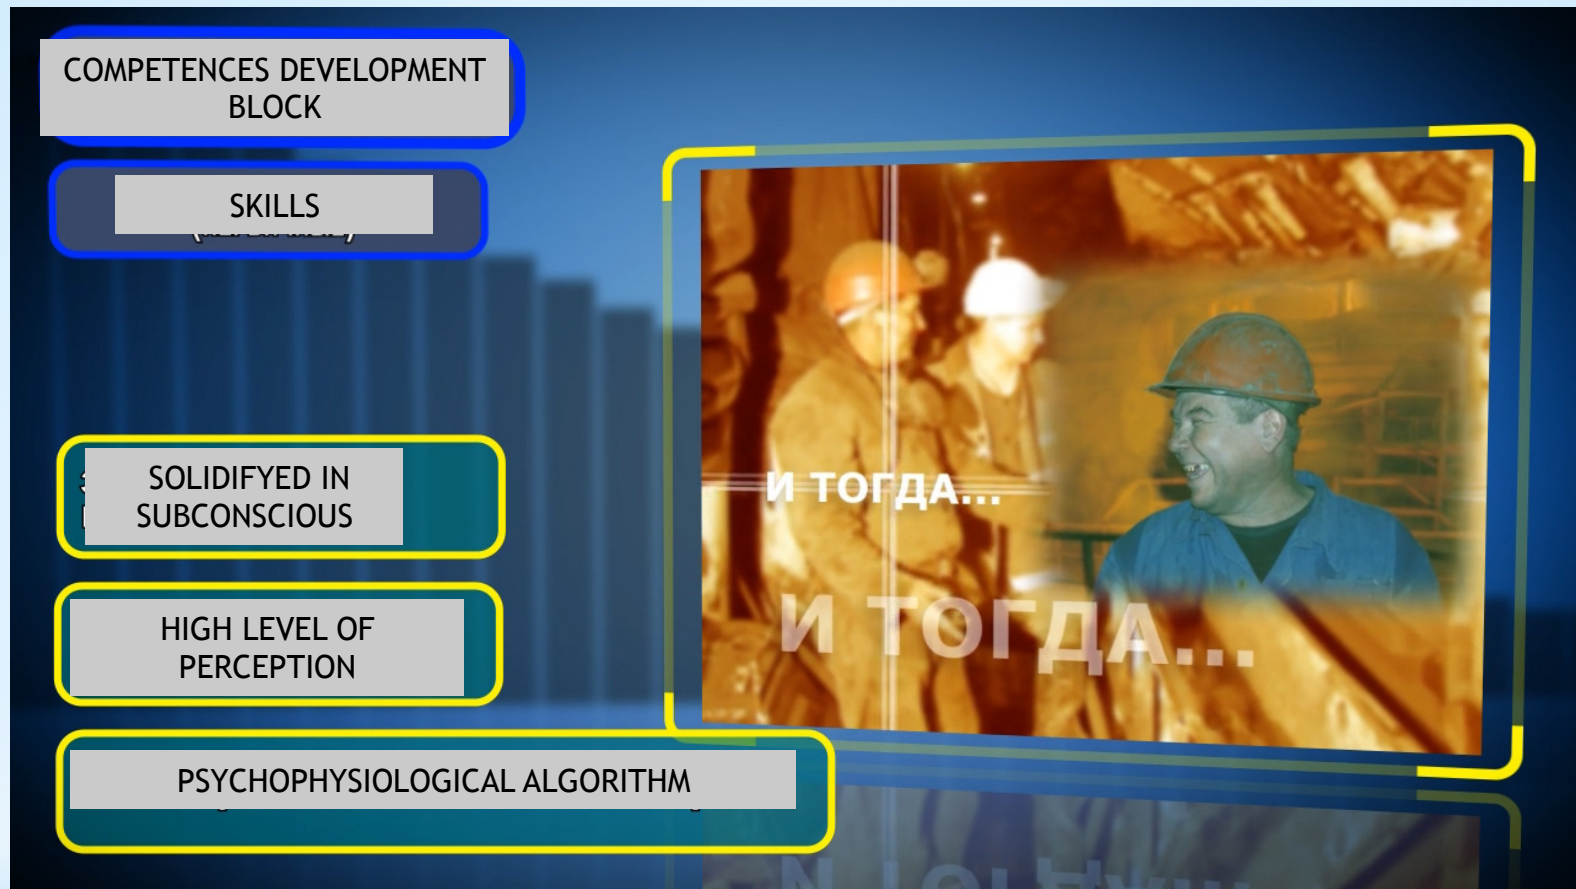 COMPETENCES DEVELOPMENT
BLOCK
SKILLS
SOLIDIFYED IN
SUBCONSCIOUS
HIGH LEVEL OF
PERCEPTION
PSYCHOPHYSIOLOGICAL ALGORITHM
И ТОГДА...
И ТОГДА...